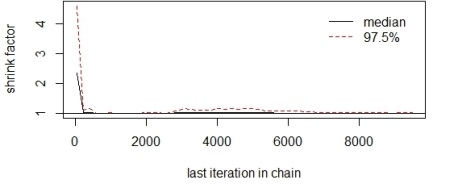 shrink factor
4
3
2
1
median
97.5%
0 2000 4000 6000 8000
last iteration in chain